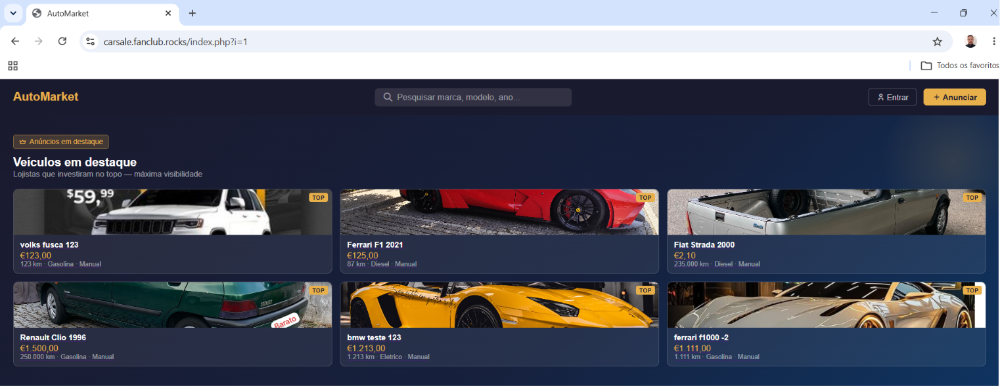 AutoMarket
carsale.fanclub.rocks/index.php?i=1
Todos os favoritos
AutoMarket
Pesquisar marca, modelo, ano...
Entrar
+ Anunciar
Anúncios em destaque
Veículos em destaque
Lojistas que investiram no topo — máxima visibilidade
$59,99
TOP
TOP
TOP
Strada
volks fusca 123
€123,00
123 km · Gasolina · Manual
Ferrari F1 2021
€125,00
87 km · Diesel · Manual
Fiat Strada 2000
€2,10
235.000 km · Diesel · Manual
TOP
TOP
TOP
Barato
Renault Clio 1996
€1.500,00
250.000 km · Gasolina · Manual
bmw teste 123
€1.213,00
1.213 km · Eletrico · Manual
ferrari f1000 -2
€1.111,00
1.111 km · Gasolina · Manual